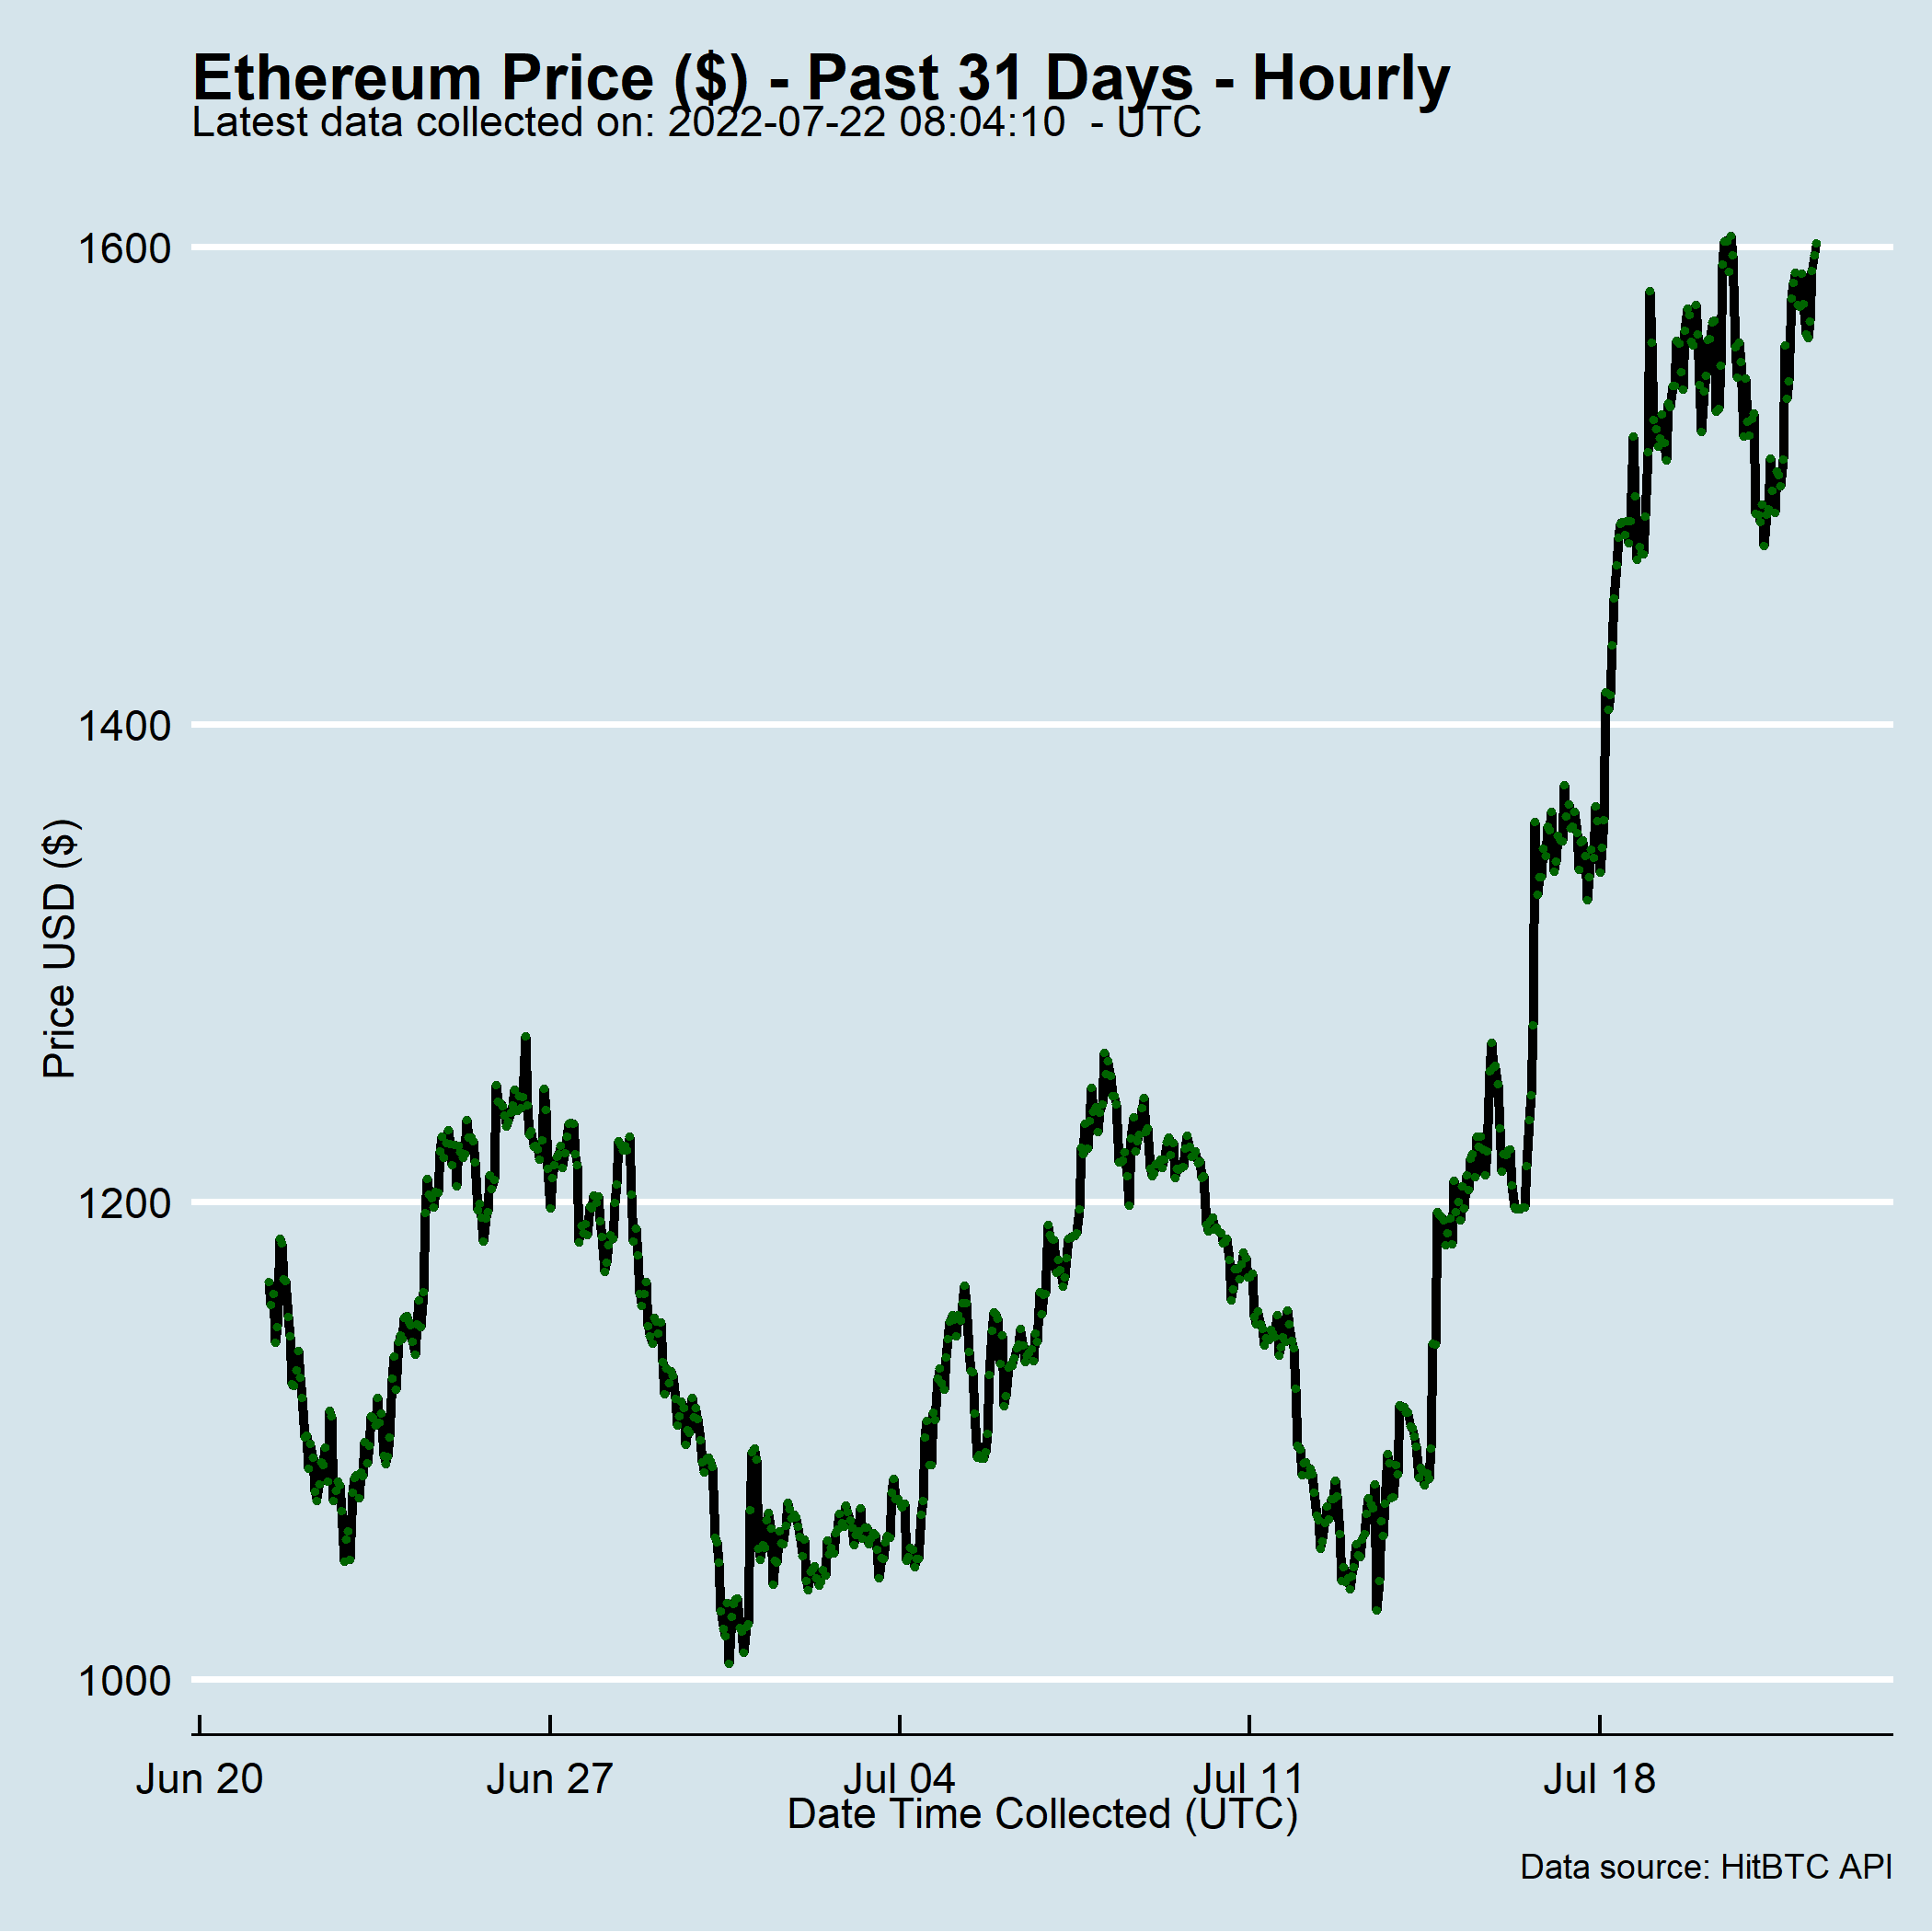 Ethereum Price ($) - Past 31 Days - Hourly
Latest data collected on: 2022-07-22 08:04:10  - UTC
1600
1400
1200
1000
Price USD ($)
Jun 20 Jun 27 Jul 04 Jul 11 Jul 18
Date Time Collected (UTC)
Data source: HitBTC API